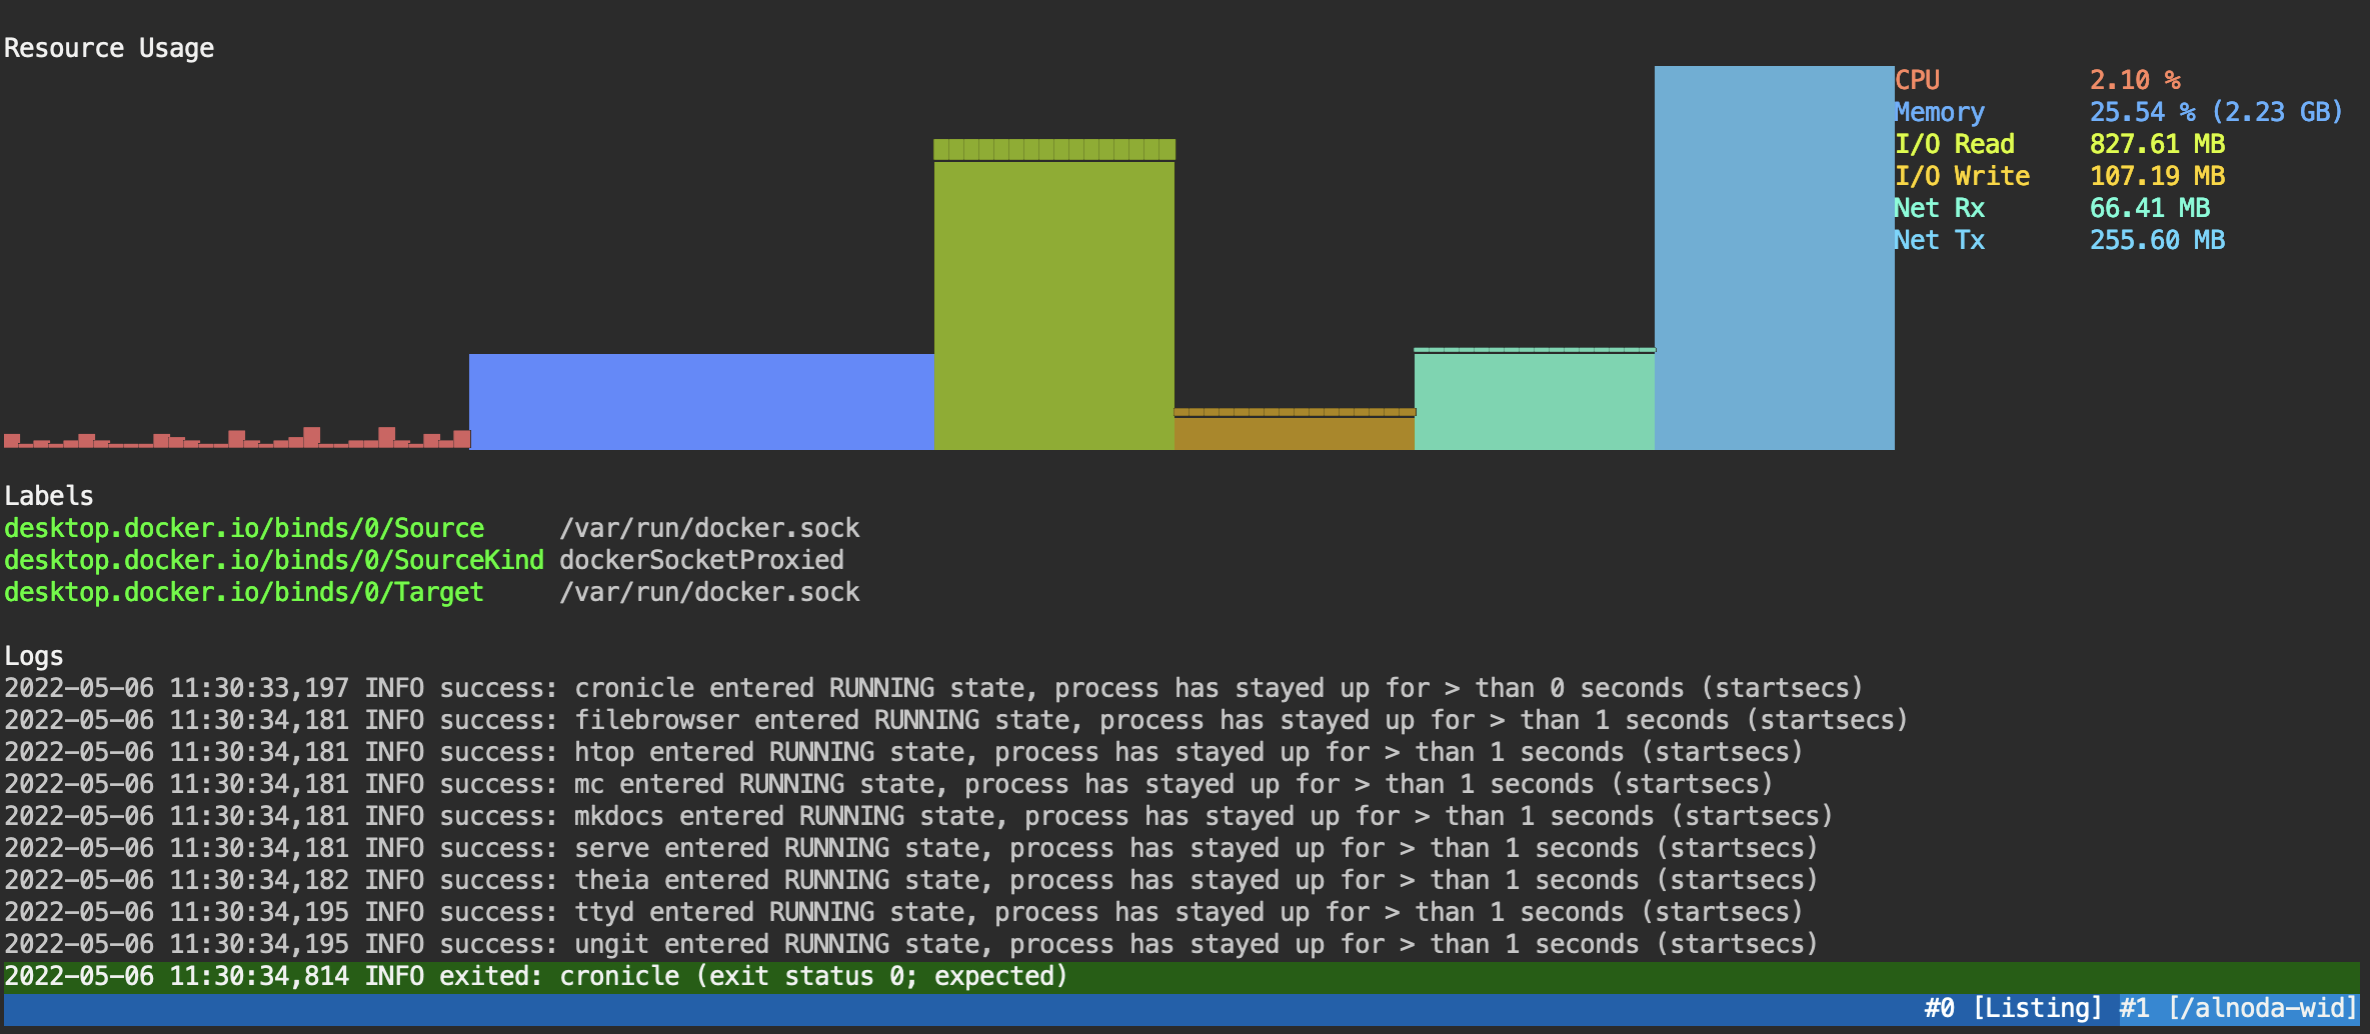 Resource Usage
CPU 2.10 %
Memory 25.54 % (2.23 GB)
I/O Read 827.61 MB
I/O Write 107.19 MB
Net Rx 66.41 MB
Net Tx 255.60 MB
Labels
desktop.docker.io/binds/0/Source /var/run/docker.sock
desktop.docker.io/binds/0/SourceKind dockerSocketProxied
desktop.docker.io/binds/0/Target /var/run/docker.sock
Logs
2022-05-06 11:30:33,197 INFO success: cronicle entered RUNNING state, process has stayed up for > than 0 seconds (startsecs)
2022-05-06 11:30:34,181 INFO success: filebrowser entered RUNNING state, process has stayed up for > than 1 seconds (startsecs)
2022-05-06 11:30:34,181 INFO success: htop entered RUNNING state, process has stayed up for > than 1 seconds (startsecs)
2022-05-06 11:30:34,181 INFO success: mc entered RUNNING state, process has stayed up for > than 1 seconds (startsecs)
2022-05-06 11:30:34,181 INFO success: mkdocs entered RUNNING state, process has stayed up for > than 1 seconds (startsecs)
2022-05-06 11:30:34,181 INFO success: serve entered RUNNING state, process has stayed up for > than 1 seconds (startsecs)
2022-05-06 11:30:34,182 INFO success: theia entered RUNNING state, process has stayed up for > than 1 seconds (startsecs)
2022-05-06 11:30:34,195 INFO success: ttyd entered RUNNING state, process has stayed up for > than 1 seconds (startsecs)
2022-05-06 11:30:34,195 INFO success: ungit entered RUNNING state, process has stayed up for > than 1 seconds (startsecs)
2022-05-06 11:30:34,814 INFO exited: cronicle (exit status 0; expected)
#0 [Listing] #1 [/alnoda-wid]